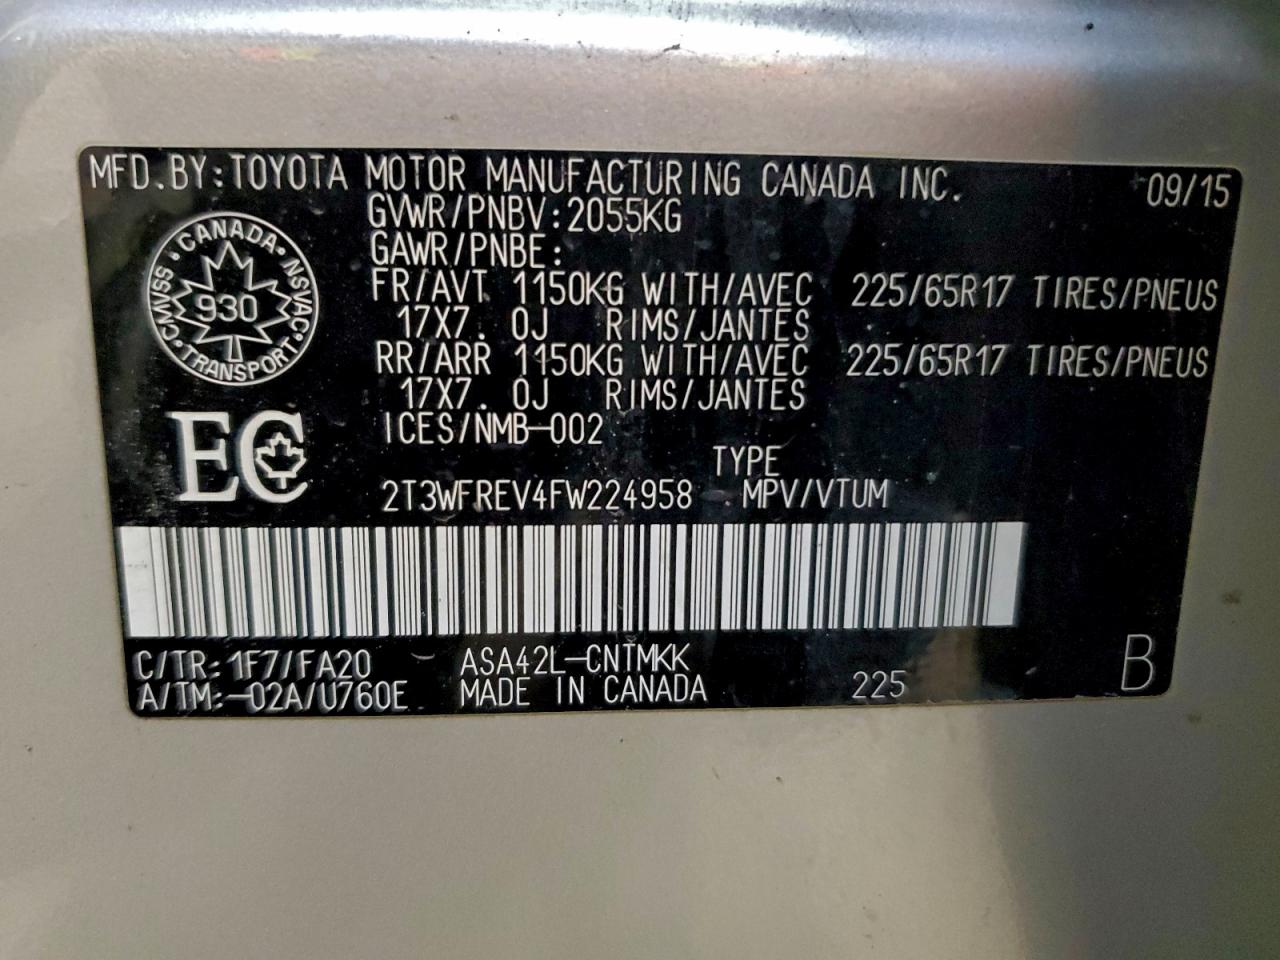 MFD.BY:TOYOTA MOTOR MANUFACTURING CANADA INC. 09/15
GVWR/PNBV:2055KG
GAWR/PNBE:
FR/AVT 1150KG WITH/AVEC 225/65R17 TIRES/PNEUS
17X7. 0J RIMS/JANTES
RR/ARR 1150KG WITH/AVEC 225/65R17 TIRES/PNEUS
17X7. 0J RIMS/JANTES
ICES/NMB-002
CANADA • NSVAC • TRANSPORT • CMVSS •
930
EC
TYPE
2T3WFREV4FW224958 MPV/VTUM
C/TR: 1F7/FA20 ASA42L-CNTMKK
A/TM:-02A/U760E MADE IN CANADA 225 B